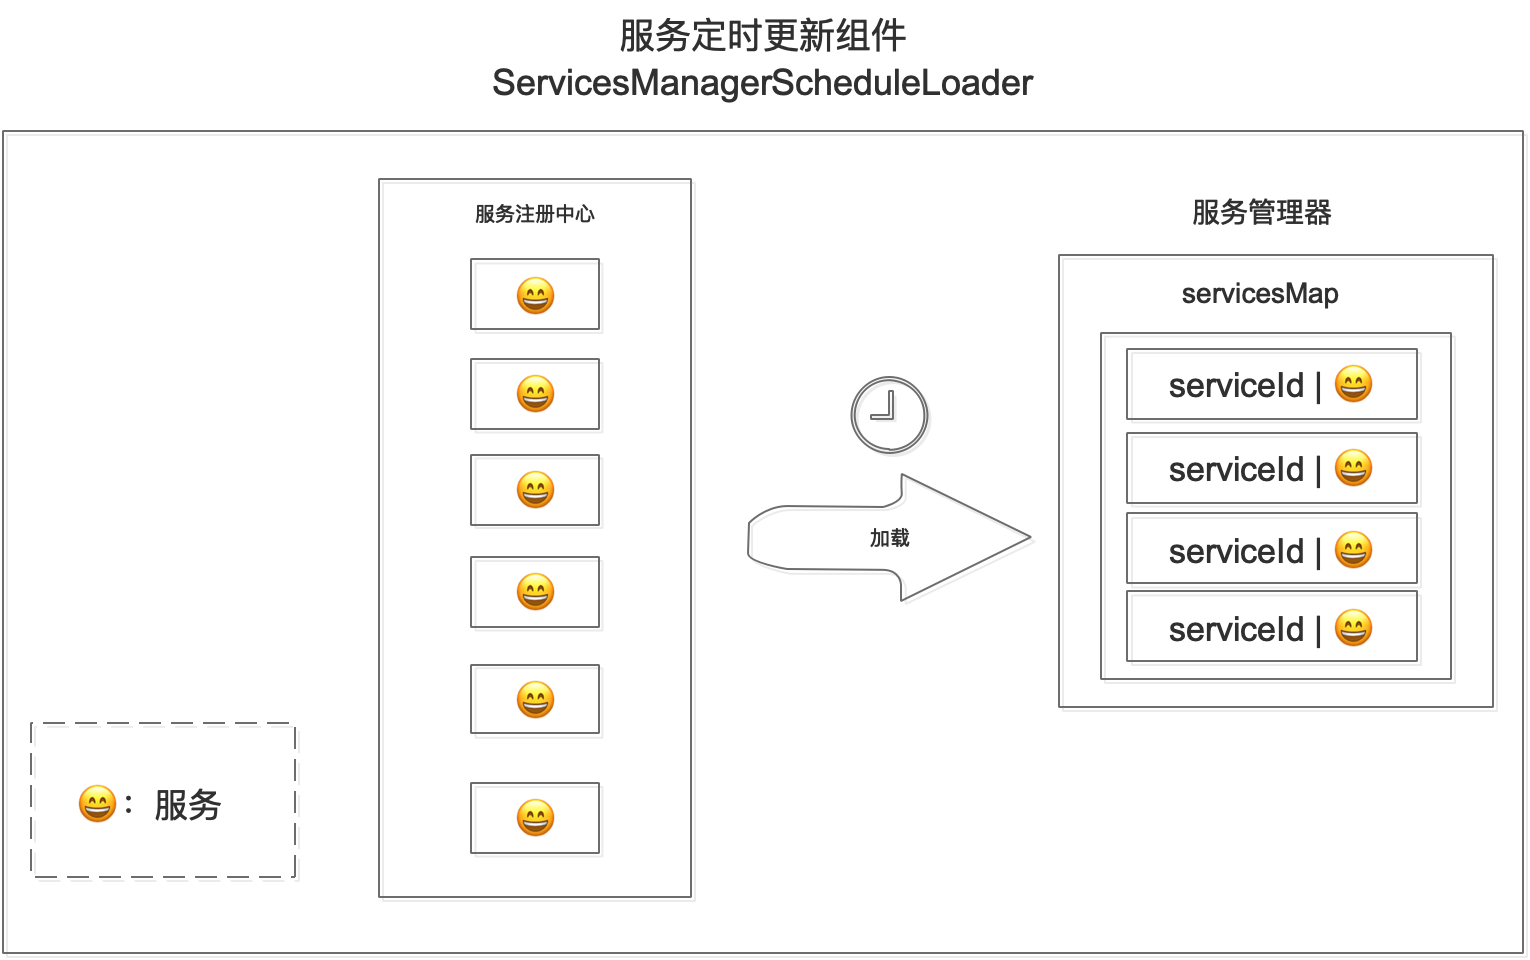 服务定时更新组件
ServicesManagerScheduleLoader
服务注册中心
服务管理器
servicesMap
serviceId | 😄
serviceId | 😄
加载
serviceId | 😄
serviceId | 😄
😄：服务